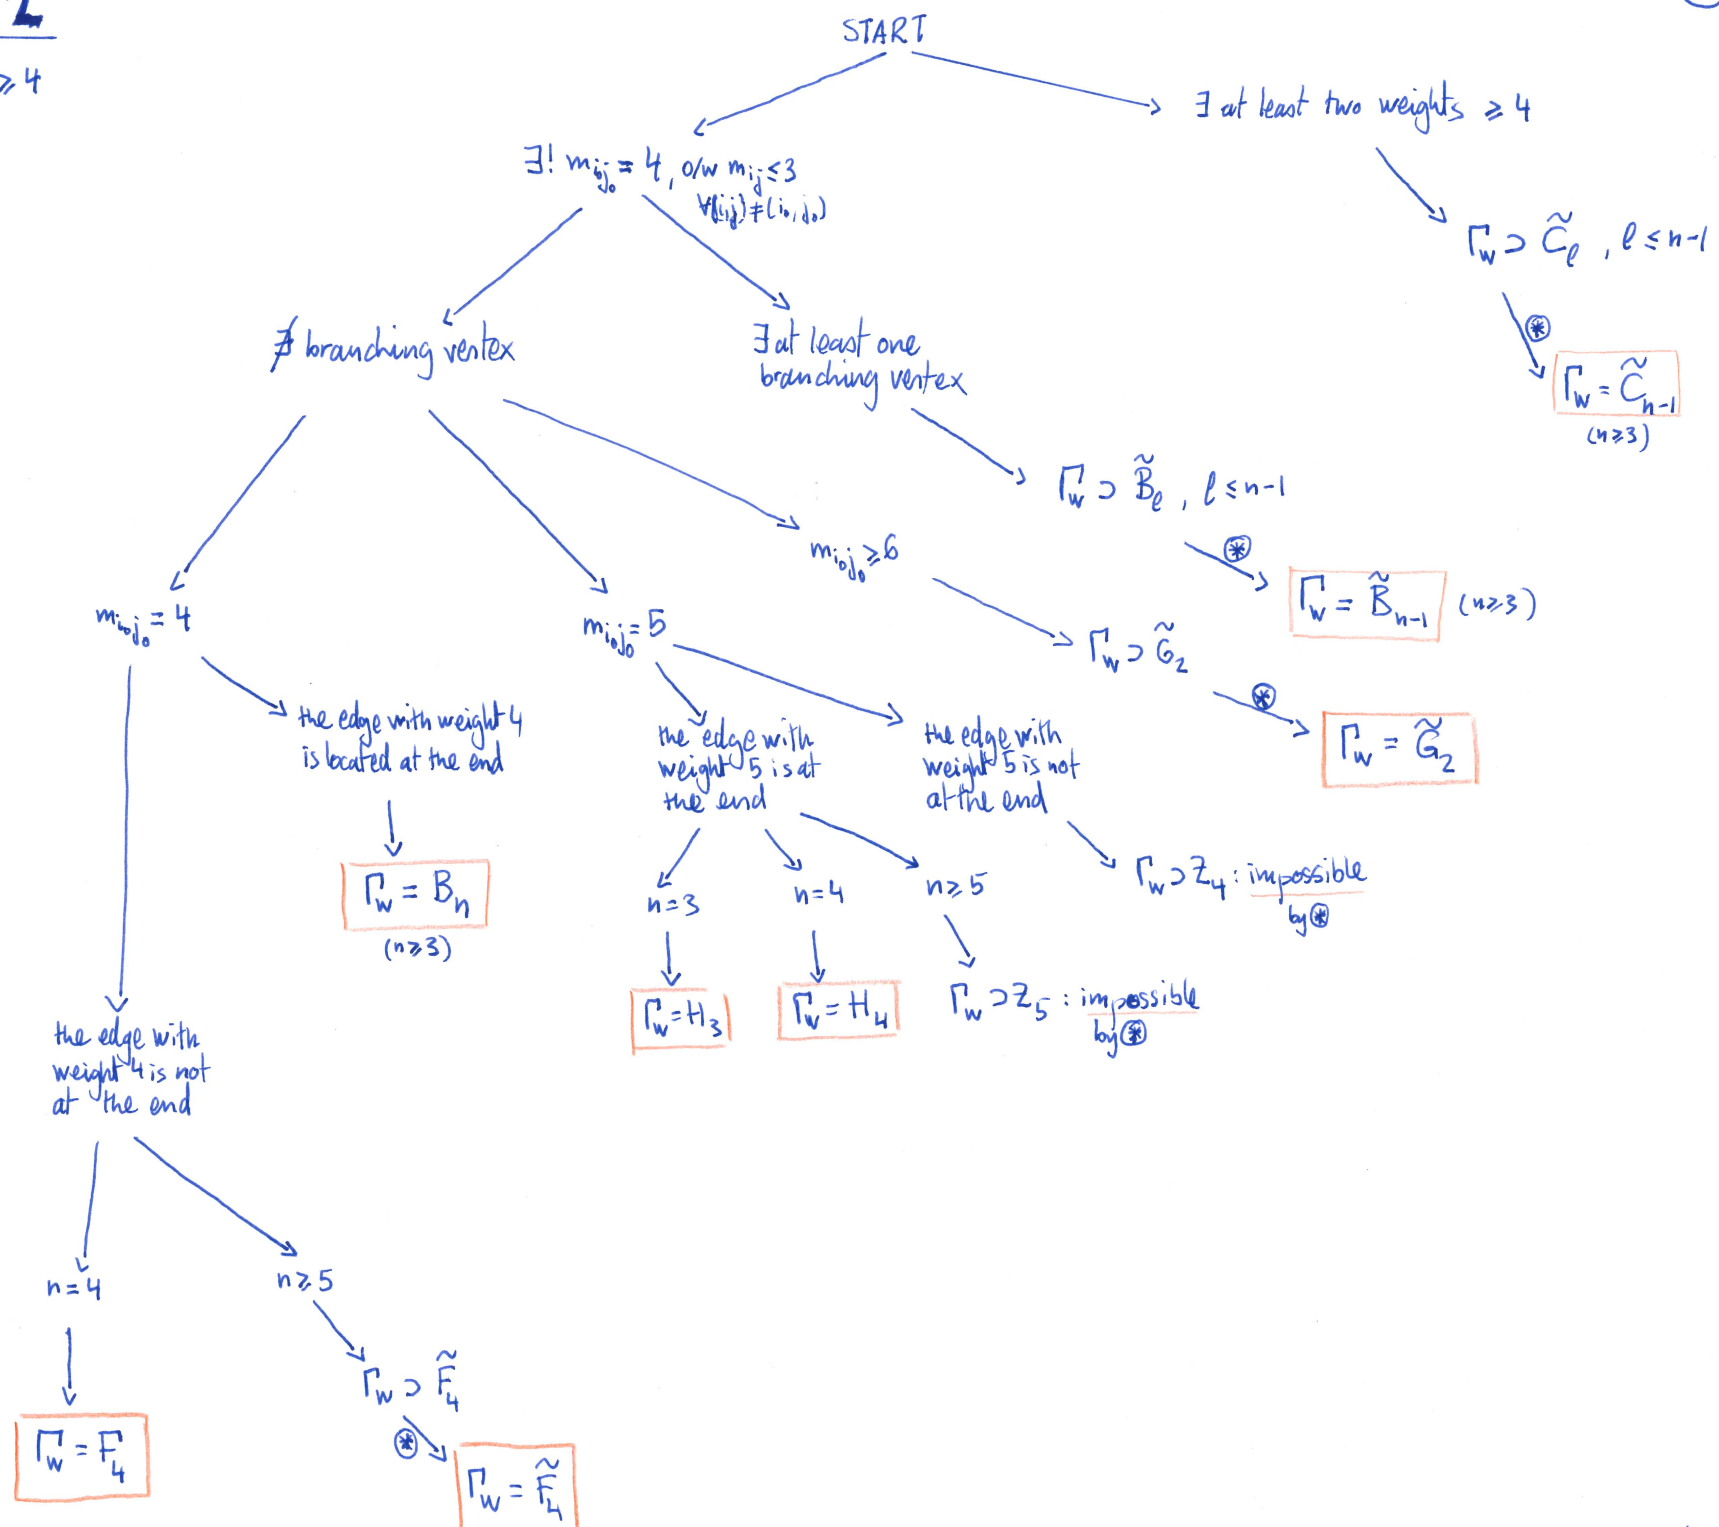 2
≥ 4
START
∃! m_{i₀j₀} = 4, o/w m_{ij} ≤ 3
∀(i,j) ≠ (i₀,j₀)
∃ at least two weights ≥ 4
Γ_W ⊃ C̃_ℓ , ℓ ≤ n-1
⊛
Γ_W = C̃_{n-1}
(n≥3)
∄ branching vertex
∃ at least one
branching vertex
Γ_W ⊃ B̃_ℓ , ℓ ≤ n-1
⊛
Γ_W = B̃_{n-1} (n≥3)
m_{i₀j₀} = 4
m_{i₀j₀} = 5
m_{i₀j₀} ≥ 6
Γ_W ⊃ G̃₂
⊛
Γ_W = G̃₂
the edge with weight 4
is located at the end
Γ_W = B_n
(n≥3)
the edge with
weight 5 is at
the end
the edge with
weight 5 is not
at the end
Γ_W ⊃ Z₄ : impossible
by ⊛
n=3
n=4
n≥5
Γ_W = H₃
Γ_W = H₄
Γ_W ⊃ Z₅ : impossible
by ⊛
the edge with
weight 4 is not
at the end
n=4
n≥5
Γ_W = F₄
Γ_W ⊃ F̃₄
⊛
Γ_W = F̃₄